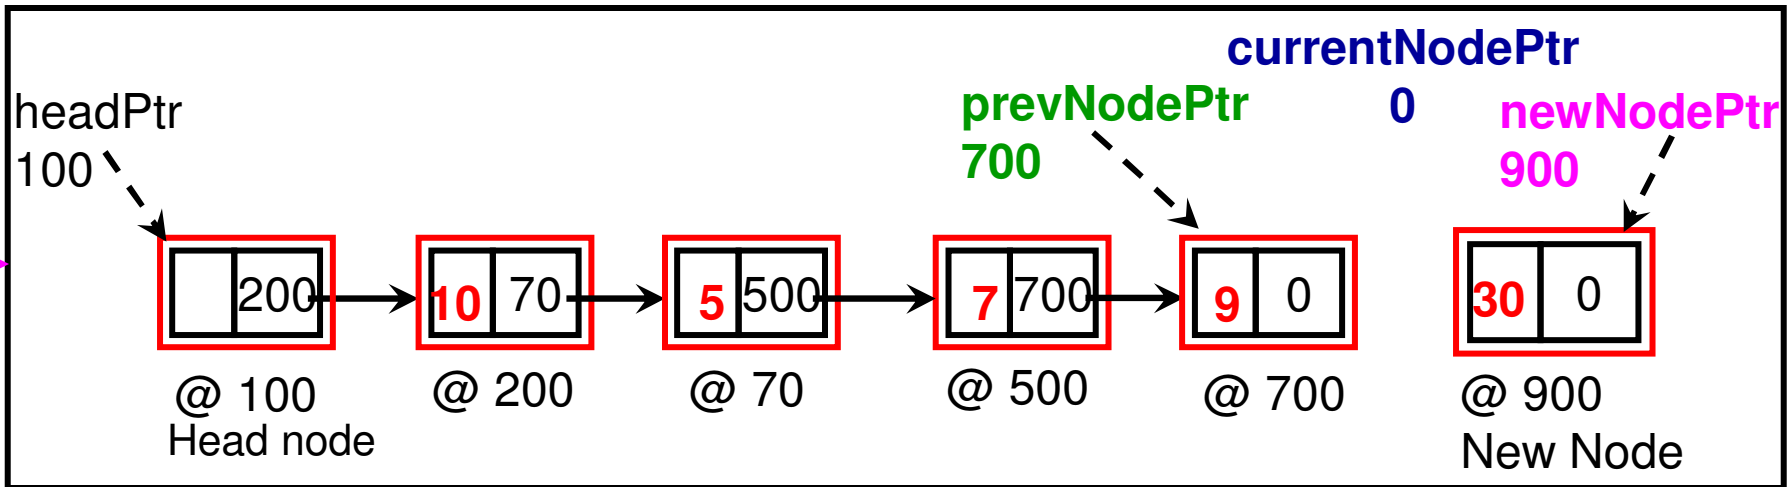 currentNodePtr
0
headPtr
100
prevNodePtr
700
newNodePtr
900
200
10 70
5 500
7 700
9 0
30 0
@ 100
Head node
@ 200
@ 70
@ 500
@ 700
@ 900
New Node